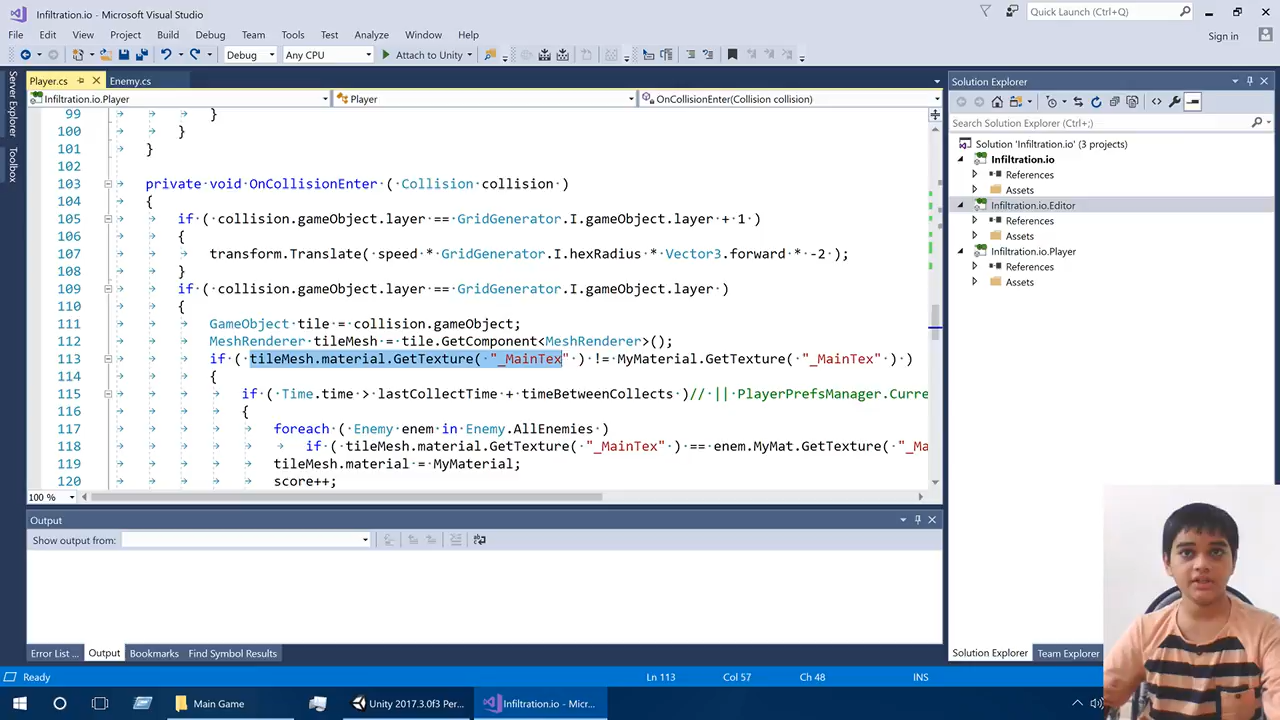 Infiltration.io - Microsoft Visual Studio
Quick Launch (Ctrl+Q)
File Edit View Project Build Debug Team Tools Test Analyze Window Help
Sign in
Debug Any CPU Attach to Unity
Server Explorer
Toolbox
Player.cs Enemy.cs
Infiltration.io.Player Player OnCollisionEnter(Collision collision)
99 }
100 }
101 }
102
103 private void OnCollisionEnter ( Collision collision )
104 {
105 if ( collision.gameObject.layer == GridGenerator.I.gameObject.layer + 1 )
106 {
107 transform.Translate( speed * GridGenerator.I.hexRadius * Vector3.forward * -2 );
108 }
109 if ( collision.gameObject.layer == GridGenerator.I.gameObject.layer )
110 {
111 GameObject tile = collision.gameObject;
112 MeshRenderer tileMesh = tile.GetComponent<MeshRenderer>();
113 if ( tileMesh.material.GetTexture( "_MainTex" ) != MyMaterial.GetTexture( "_MainTex" ) )
114 {
115 if ( Time.time > lastCollectTime + timeBetweenCollects )// || PlayerPrefsManager.Curre
116 {
117 foreach ( Enemy enem in Enemy.AllEnemies )
118 if ( tileMesh.material.GetTexture( "_MainTex" ) == enem.MyMat.GetTexture( "_Ma
119 tileMesh.material = MyMaterial;
120 score++;
100 %
Output
Show output from:
Error List ... Output Bookmarks Find Symbol Results
Solution Explorer
Search Solution Explorer (Ctrl+;)
Solution 'Infiltration.io' (3 projects)
Infiltration.io
References
Assets
Infiltration.io.Editor
References
Assets
Infiltration.io.Player
References
Assets
Solution Explorer Team Explorer
Ready Ln 113 Col 57 Ch 48 INS
Main Game Unity 2017.3.0f3 Per... Infiltration.io - Micr...